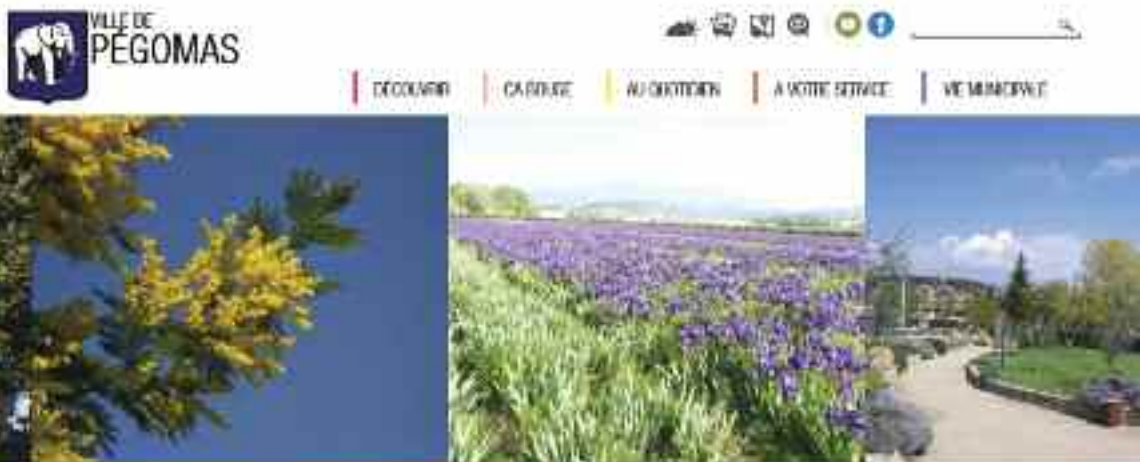 VILLE DE
PÉGOMAS
DÉCOUVRIR
ÇA BOUGE
AU QUOTIDIEN
A VOTRE SERVICE
VIE MUNICIPALE